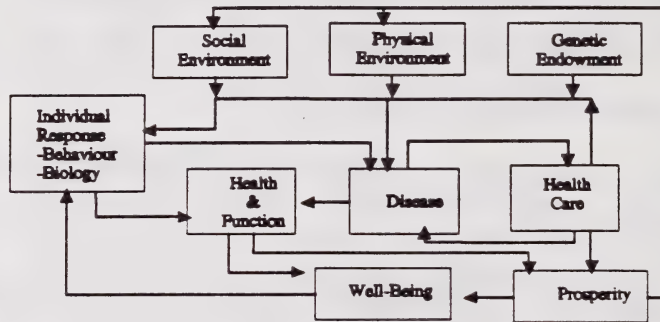 Social
Environment
Physical
Environment
Genetic
Endowment
Individual
Response
-Behaviour
-Biology
Health
&
Function
Disease
Health
Care
Well-Being
Prosperity